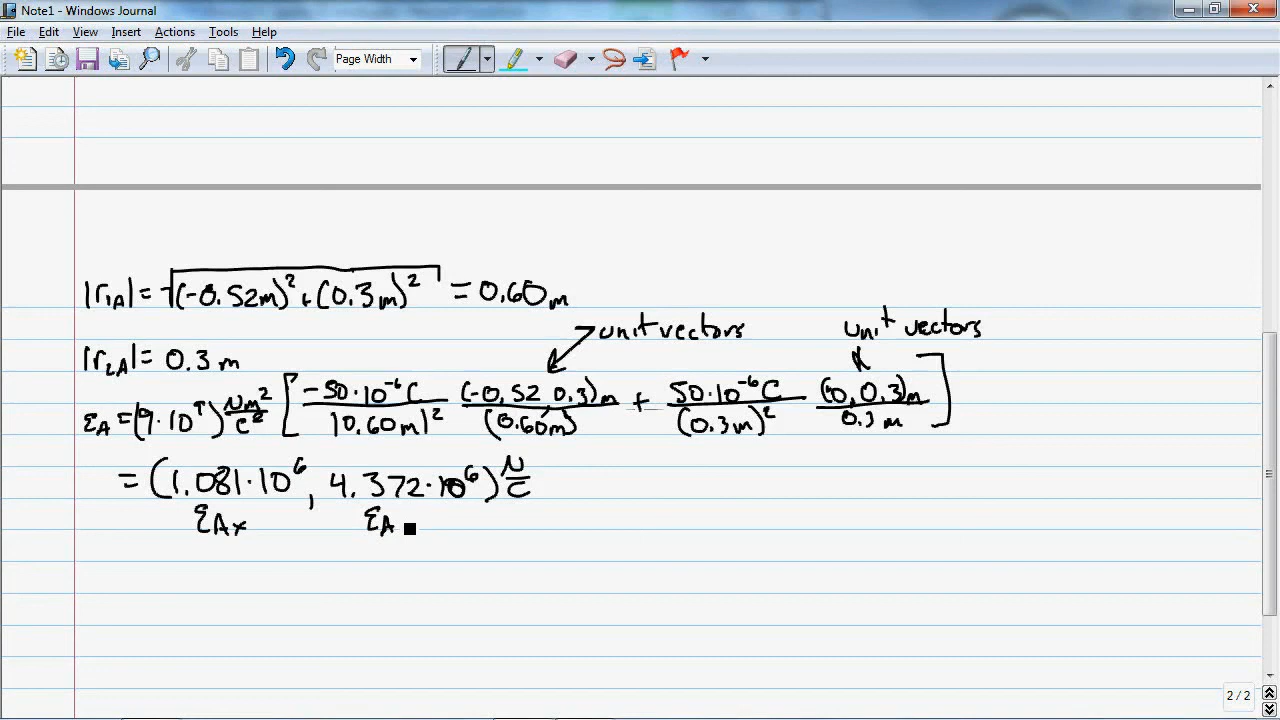 Note1 - Windows Journal
File Edit View Insert Actions Tools Help
Page Width
|r₁A| = √(-0.52m)² + (0.3m)² = 0.60m
unit vectors
unit vectors
|r₂A| = 0.3 m
ℰA = (9·10⁹) Nm²/C² [ -50·10⁻⁶C/(0.60m)² (-0.52, 0.3)m/(0.60m) + 50·10⁻⁶C/(0.3m)² (0, 0.3)m/0.3 m ]
= (1.081·10⁶, 4.372·10⁶) N/C
ℰAx ℰA
2 / 2